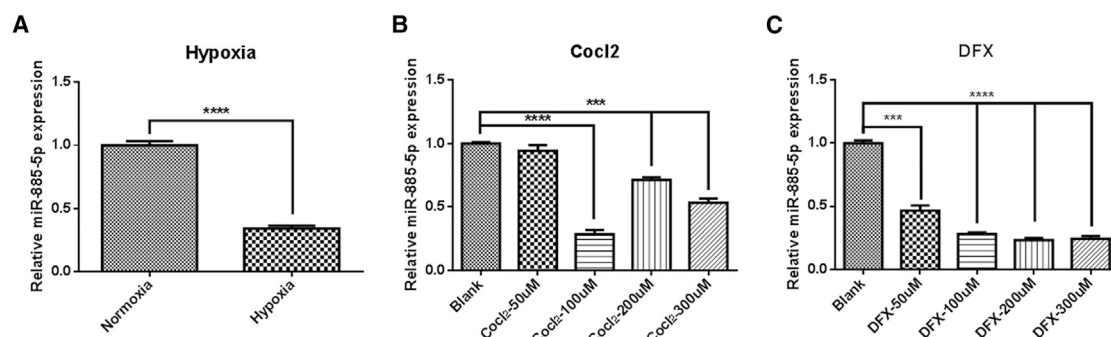 A
Hypoxia
Relative miR-885-5p expression
1.5
1.0
0.5
0.0
****
Normoxia
Hypoxia
B
Cocl2
Relative miR-885-5p expression
1.5
1.0
0.5
0.0
***
****
Blank
Cocl₂-50uM
Cocl₂-100uM
Cocl₂-200uM
Cocl₂-300uM
C
DFX
Relative miR-885-5p expression
1.5
1.0
0.5
0.0
****
***
Blank
DFX-50uM
DFX-100uM
DFX-200uM
DFX-300uM